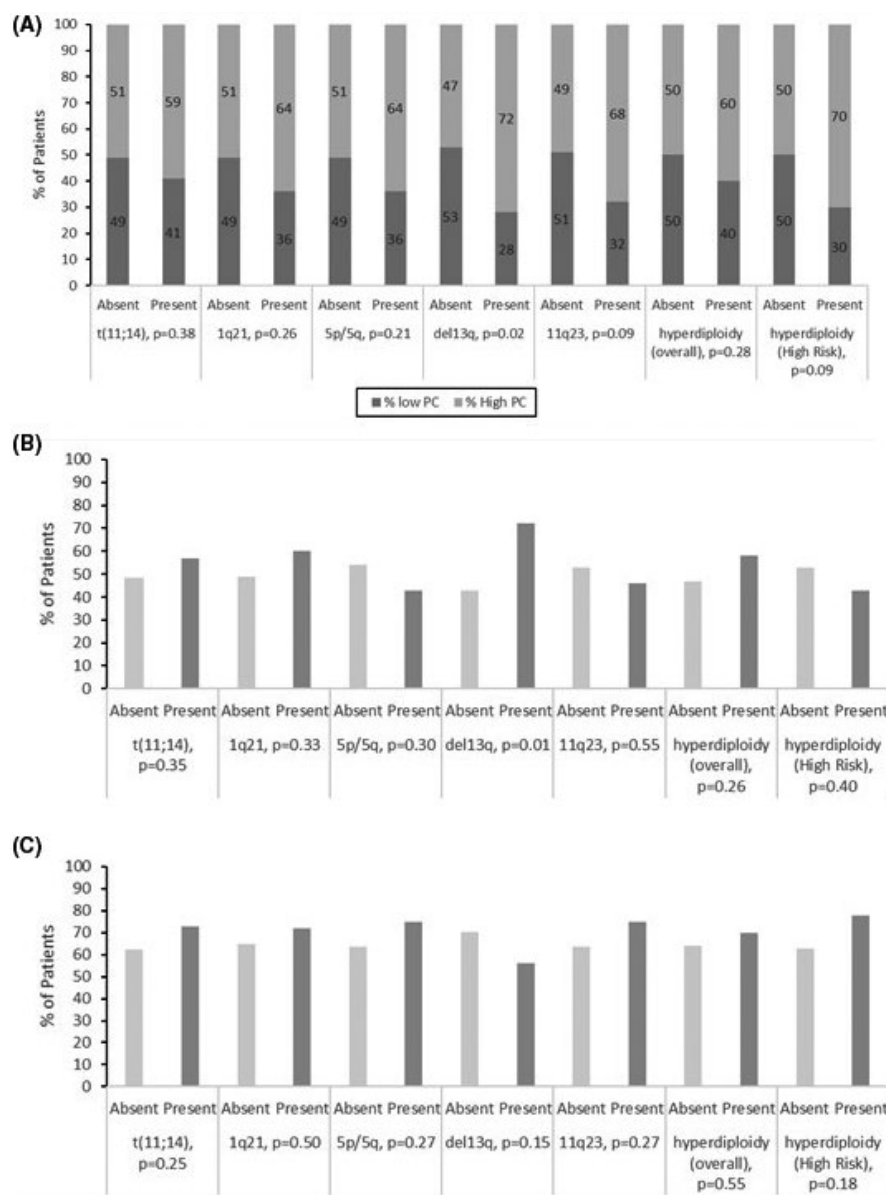 (A)
% of Patients
100
90
80
70
60
50
40
30
20
10
0
51 59 51 64 51 64 47 72 49 68 50 60 50 70
49 41 49 36 49 36 53 28 51 32 50 40 50 30
Absent Present Absent Present Absent Present Absent Present Absent Present Absent Present Absent Present
t(11;14), p=0.38 1q21, p=0.26 5p/5q, p=0.21 del13q, p=0.02 11q23, p=0.09 hyperdiploidy hyperdiploidy
(overall), p=0.28 (High Risk),
p=0.09
% low PC % High PC
(B)
% of Patients
100
90
80
70
60
50
40
30
20
10
0
Absent Present Absent Present Absent Present Absent Present Absent Present Absent Present Absent Present
t(11;14), 1q21, p=0.33 5p/5q, p=0.30 del13q, p=0.01 11q23, p=0.55 hyperdiploidy hyperdiploidy
p=0.35 (overall), (High Risk),
p=0.26 p=0.40
(C)
% of Patients
100
90
80
70
60
50
40
30
20
10
0
Absent Present Absent Present Absent Present Absent Present Absent Present Absent Present Absent Present
t(11;14), 1q21, p=0.50 5p/5q, p=0.27 del13q, p=0.15 11q23, p=0.27 hyperdiploidy hyperdiploidy
p=0.25 (overall), (High Risk),
p=0.55 p=0.18